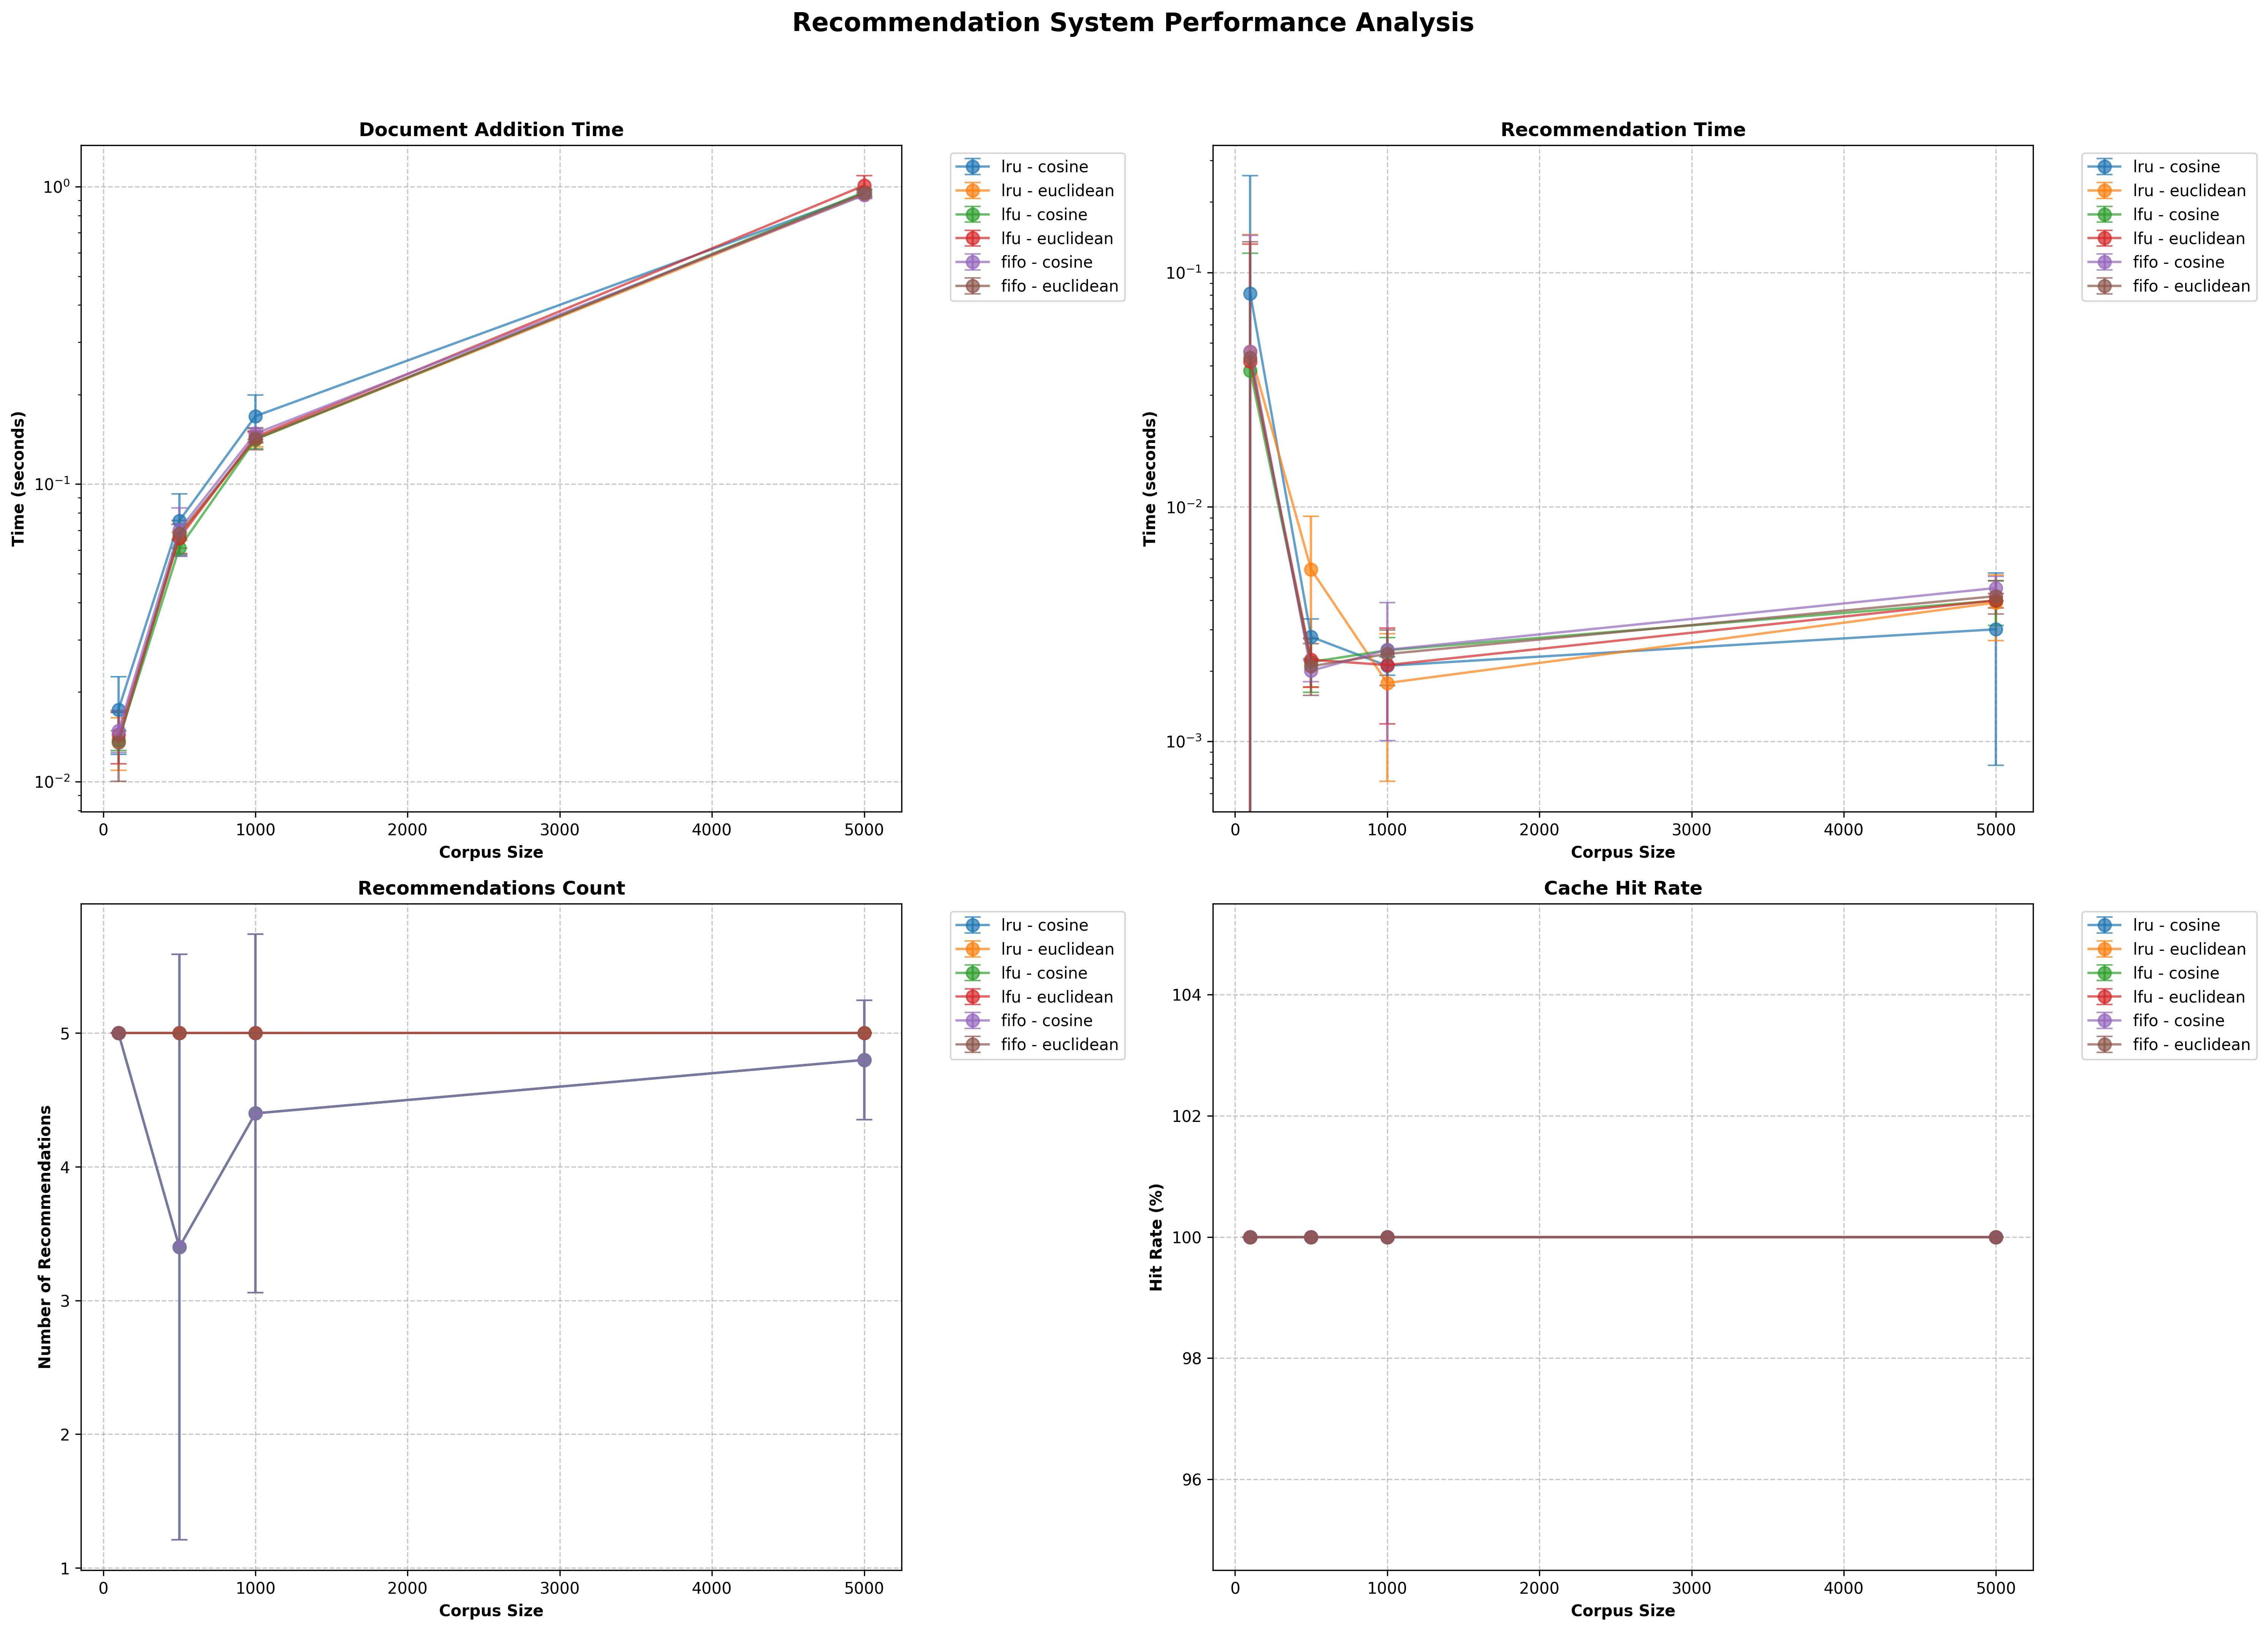 Recommendation System Performance Analysis
Document Addition Time
10⁰
10⁻¹
10⁻²
Time (seconds)
0 1000 2000 3000 4000 5000
Corpus Size
lru - cosine
lru - euclidean
lfu - cosine
lfu - euclidean
fifo - cosine
fifo - euclidean
Recommendation Time
10⁻¹
10⁻²
10⁻³
Time (seconds)
0 1000 2000 3000 4000 5000
Corpus Size
lru - cosine
lru - euclidean
lfu - cosine
lfu - euclidean
fifo - cosine
fifo - euclidean
Recommendations Count
5
4
3
2
1
Number of Recommendations
0 1000 2000 3000 4000 5000
Corpus Size
lru - cosine
lru - euclidean
lfu - cosine
lfu - euclidean
fifo - cosine
fifo - euclidean
Cache Hit Rate
104
102
100
98
96
Hit Rate (%)
0 1000 2000 3000 4000 5000
Corpus Size
lru - cosine
lru - euclidean
lfu - cosine
lfu - euclidean
fifo - cosine
fifo - euclidean